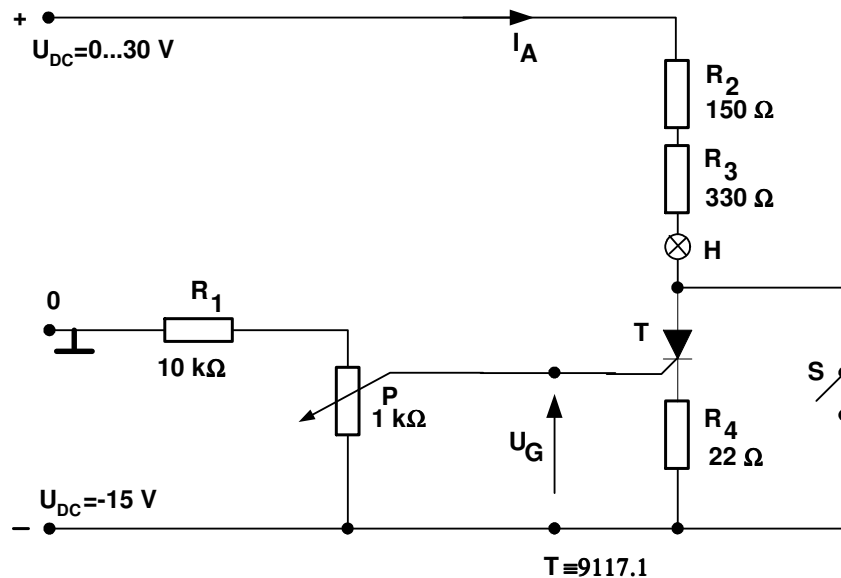 +
U_DC=0...30 V
I_A
R_2
150 Ω
R_3
330 Ω
H
0
R_1
10 kΩ
T
P
1 kΩ
S
U_G
R_4
22 Ω
U_DC=-15 V
−
T≡9117.1